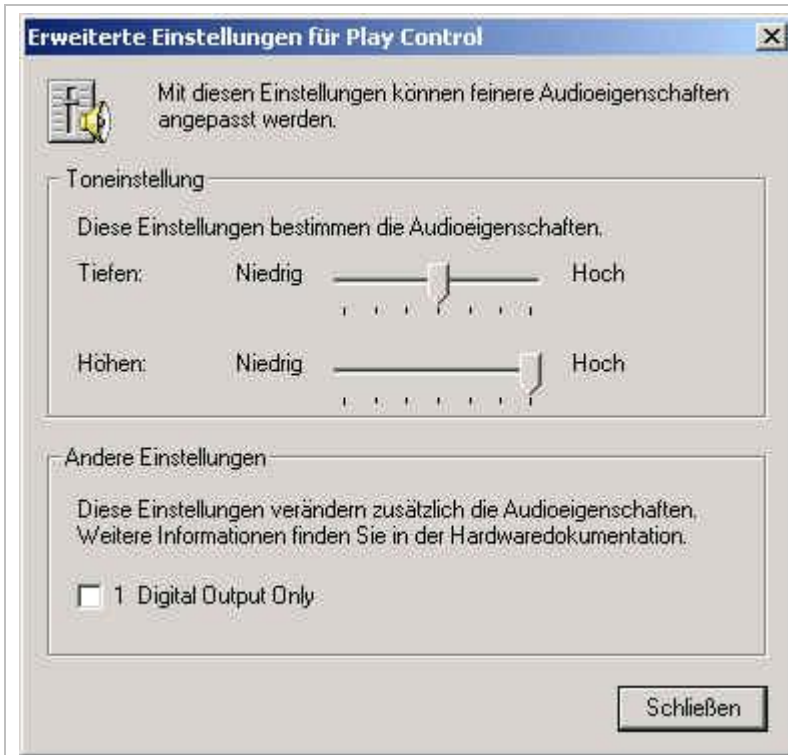 Erweiterte Einstellungen für Play Control
Mit diesen Einstellungen können feinere Audioeigenschaften
angepasst werden.
Toneinstellung
Diese Einstellungen bestimmen die Audioeigenschaften.
Tiefen: Niedrig Hoch
Höhen: Niedrig Hoch
Andere Einstellungen
Diese Einstellungen verändern zusätzlich die Audioeigenschaften.
Weitere Informationen finden Sie in der Hardwaredokumentation.
1 Digital Output Only
Schließen